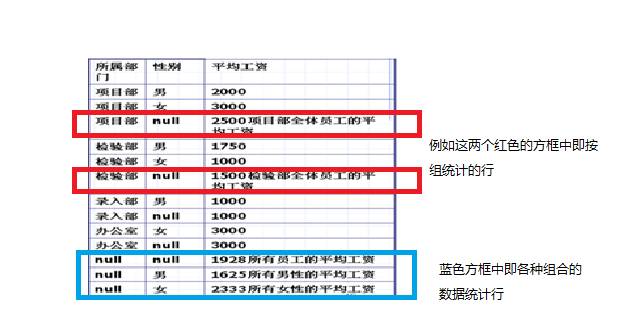 所属部门 性别 平均工资
项目部 男 2000
项目部 女 3000
项目部 null 2500项目部全体员工的平均工资
检验部 男 1750
检验部 女 1000
检验部 null 1500检验部全体员工的平均工资
录入部 男 1000
录入部 null 1000
办公室 女 3000
办公室 null 3000
null null 1928所有员工的平均工资
null 男 1625所有男性的平均工资
null 女 2333所有女性的平均工资
例如这两个红色的方框中即按
组统计的行
蓝色方框中即各种组合的
数据统计行